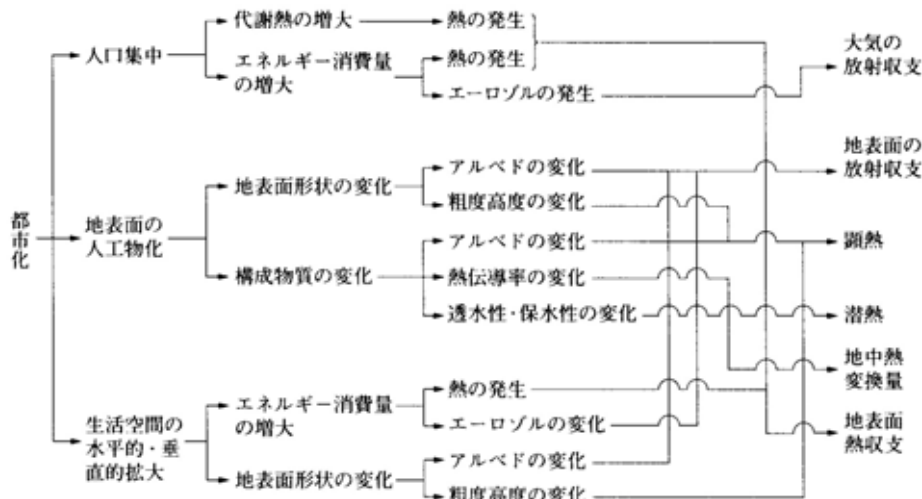 都市化
人口集中
代謝熱の増大
熱の発生
エネルギー消費量
の増大
熱の発生
エーロゾルの発生
大気の
放射収支
地表面の
人工物化
地表面形状の変化
アルベドの変化
粗度高度の変化
地表面の
放射収支
構成物質の変化
アルベドの変化
熱伝導率の変化
透水性・保水性の変化
顕熱
潜熱
地中熱
変換量
生活空間の
水平的・垂
直的拡大
エネルギー消費量
の増大
熱の発生
エーロゾルの変化
地表面
熱収支
地表面形状の変化
アルベドの変化
粗度高度の変化